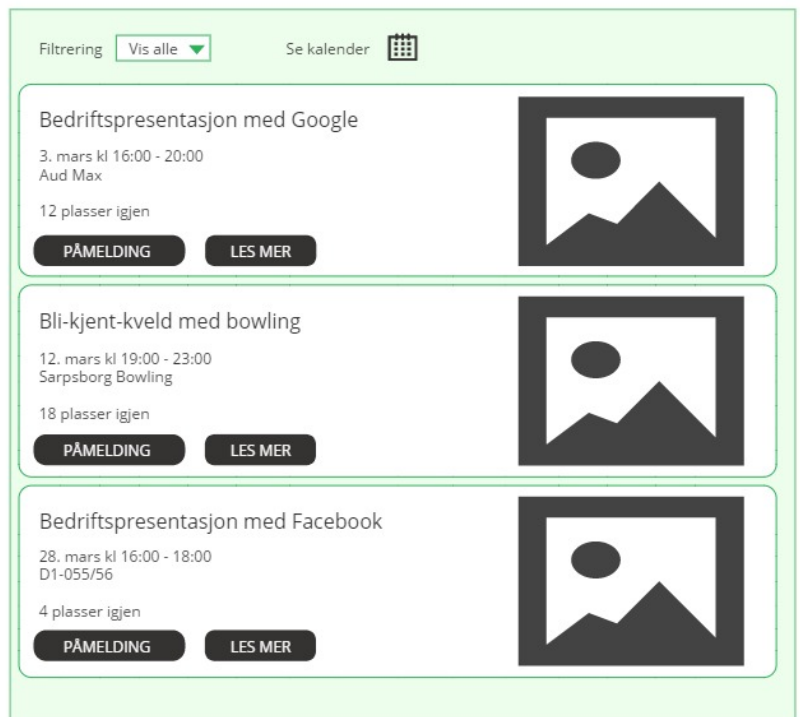 Filtrering Vis alle Se kalender
Bedriftspresentasjon med Google
3. mars kl 16:00 - 20:00
Aud Max
12 plasser igjen
PÅMELDING LES MER
Bli-kjent-kveld med bowling
12. mars kl 19:00 - 23:00
Sarpsborg Bowling
18 plasser igjen
PÅMELDING LES MER
Bedriftspresentasjon med Facebook
28. mars kl 16:00 - 18:00
D1-055/56
4 plasser igjen
PÅMELDING LES MER